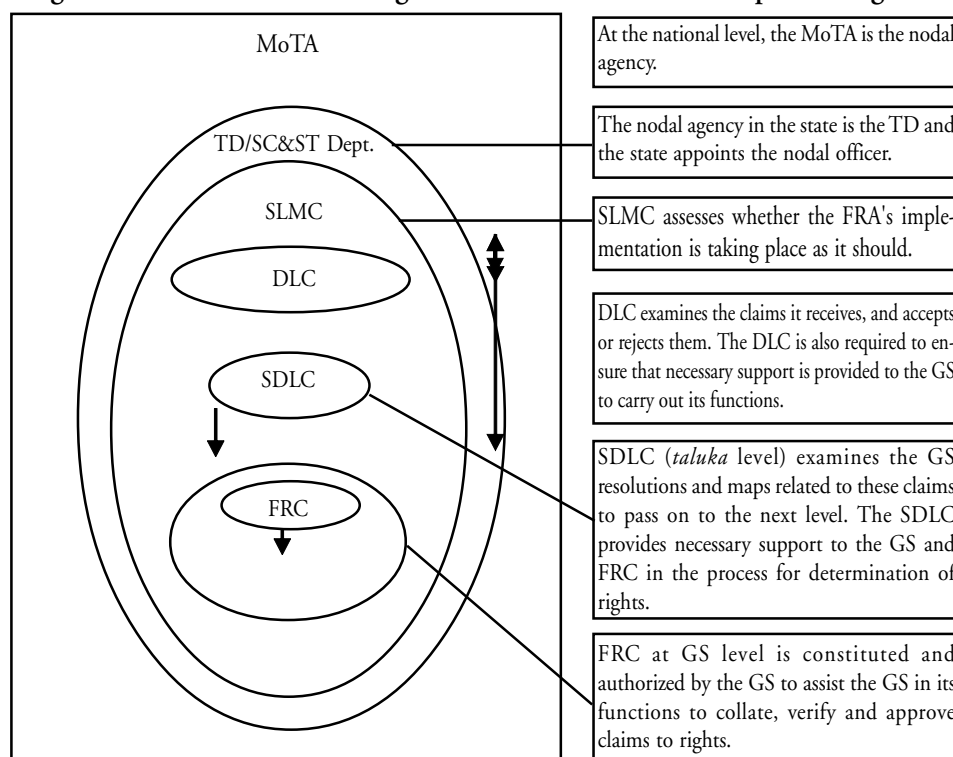 MoTA
TD/SC&ST Dept.
SLMC
DLC
SDLC
FRC
At the national level, the MoTA is the nodal
agency.
The nodal agency in the state is the TD and
the state appoints the nodal officer.
SLMC assesses whether the FRA's imple-
mentation is taking place as it should.
DLC examines the claims it receives, and accepts
or rejects them. The DLC is also required to en-
sure that necessary support is provided to the GS
to carry out its functions.
SDLC (taluka level) examines the GS
resolutions and maps related to these claims
to pass on to the next level. The SDLC
provides necessary support to the GS and
FRC in the process for determination of
rights.
FRC at GS level is constituted and
authorized by the GS to assist the GS in its
functions to collate, verify and approve
claims to rights.